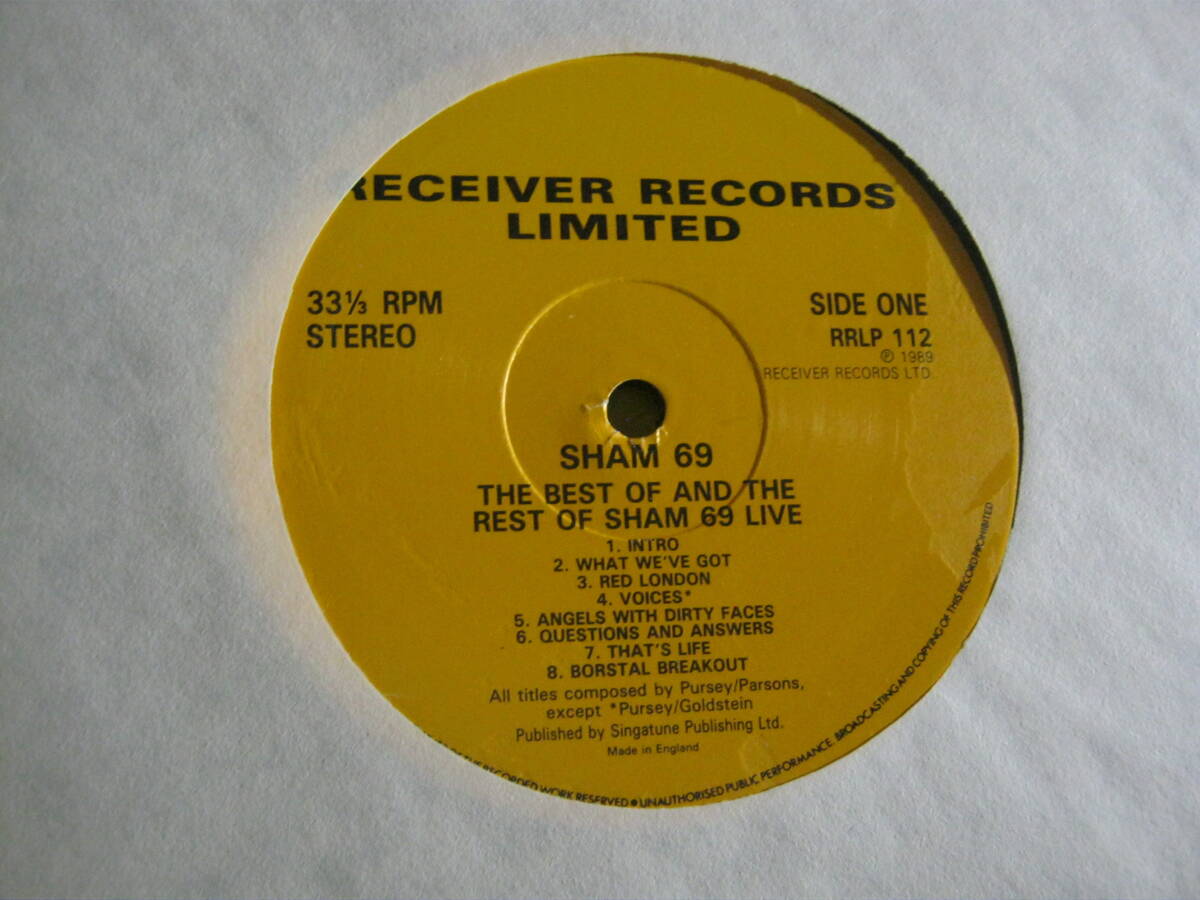 RECEIVER RECORDS
LIMITED
33⅓ RPM
STEREO
SIDE ONE
RRLP 112
℗ 1989
RECEIVER RECORDS LTD.
SHAM 69
THE BEST OF AND THE
REST OF SHAM 69 LIVE
1. INTRO
2. WHAT WE'VE GOT
3. RED LONDON
4. VOICES*
5. ANGELS WITH DIRTY FACES
6. QUESTIONS AND ANSWERS
7. THAT'S LIFE
8. BORSTAL BREAKOUT
All titles composed by Pursey/Parsons,
except *Pursey/Goldstein
Published by Singatune Publishing Ltd.
Made in England
THE RECORDED WORK RESERVED ● UNAUTHORISED PUBLIC PERFORMANCE BROADCASTING AND COPYING OF THIS RECORD PROHIBITED